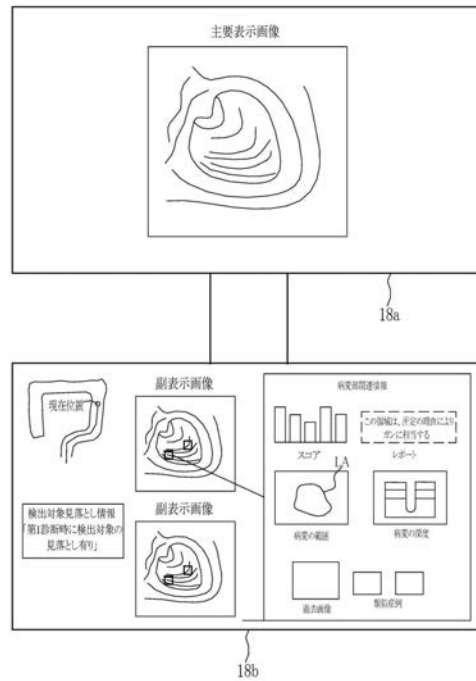 主要表示画像
18a
現在位置
検出対象見落とし情報
「第1診断時に検出対象の
見落とし有り」
副表示画像
副表示画像
病変部関連情報
スコア
この領域は、所定の理由により
ガンに相当する
レポート
LA
病変の範囲
病変の深度
過去画像
類似症例
18b